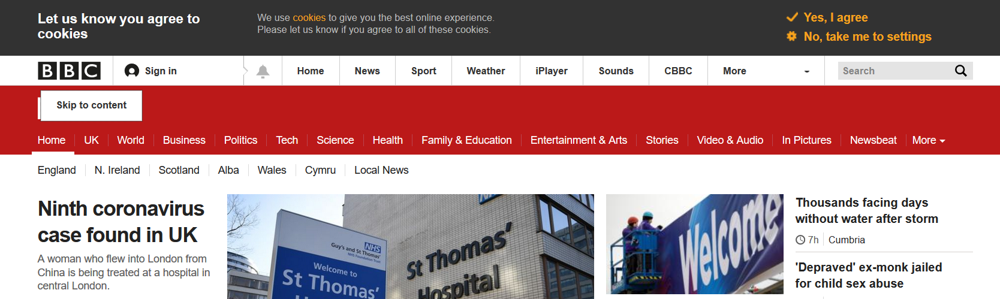 Let us know you agree to
cookies
We use cookies to give you the best online experience.
Please let us know if you agree to all of these cookies.
Yes, I agree
No, take me to settings
BBC
Sign in
Home
News
Sport
Weather
iPlayer
Sounds
CBBC
More
Search
Skip to content
Home
UK
World
Business
Politics
Tech
Science
Health
Family & Education
Entertainment & Arts
Stories
Video & Audio
In Pictures
Newsbeat
More
England
N. Ireland
Scotland
Alba
Wales
Cymru
Local News
Ninth coronavirus
case found in UK
A woman who flew into London from
China is being treated at a hospital in
central London.
NHS
Guy's and St Thomas'
NHS Foundation Trust
Welcome to
St Thomas'
St Thomas'
Hospital
Welcome
Thousands facing days
without water after storm
7h
Cumbria
'Depraved' ex-monk jailed
for child sex abuse